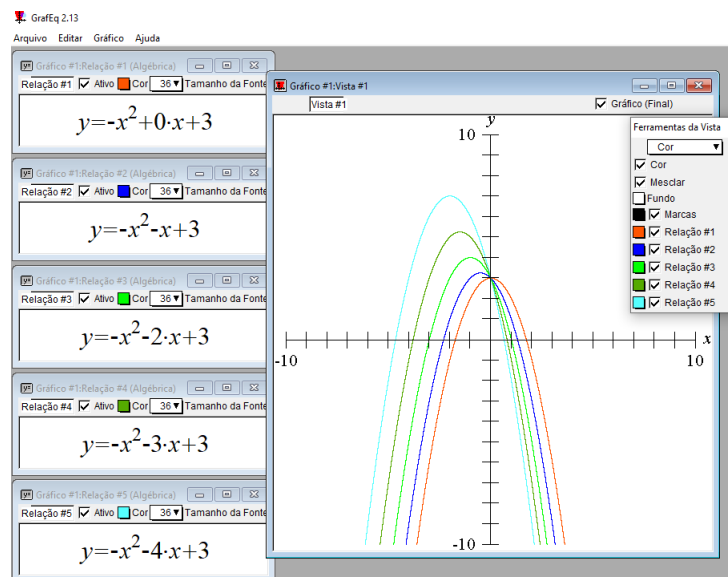 GrafEq 2.13
Arquivo Editar Gráfico Ajuda
Gráfico #1:Relação #1 (Algébrica)
Relação #1 Ativo Cor 36 Tamanho da Fonte
y=-x²+0·x+3
Gráfico #1:Relação #2 (Algébrica)
Relação #2 Ativo Cor 36 Tamanho da Fonte
y=-x²-x+3
Gráfico #1:Relação #3 (Algébrica)
Relação #3 Ativo Cor 36 Tamanho da Fonte
y=-x²-2·x+3
Gráfico #1:Relação #4 (Algébrica)
Relação #4 Ativo Cor 36 Tamanho da Fonte
y=-x²-3·x+3
Gráfico #1:Relação #5 (Algébrica)
Relação #5 Ativo Cor 36 Tamanho da Fonte
y=-x²-4·x+3
Gráfico #1:Vista #1
Vista #1 Gráfico (Final)
y
10
x
-10
10
-10
Ferramentas da Vista
Cor
Cor
Mesclar
Fundo
Marcas
Relação #1
Relação #2
Relação #3
Relação #4
Relação #5